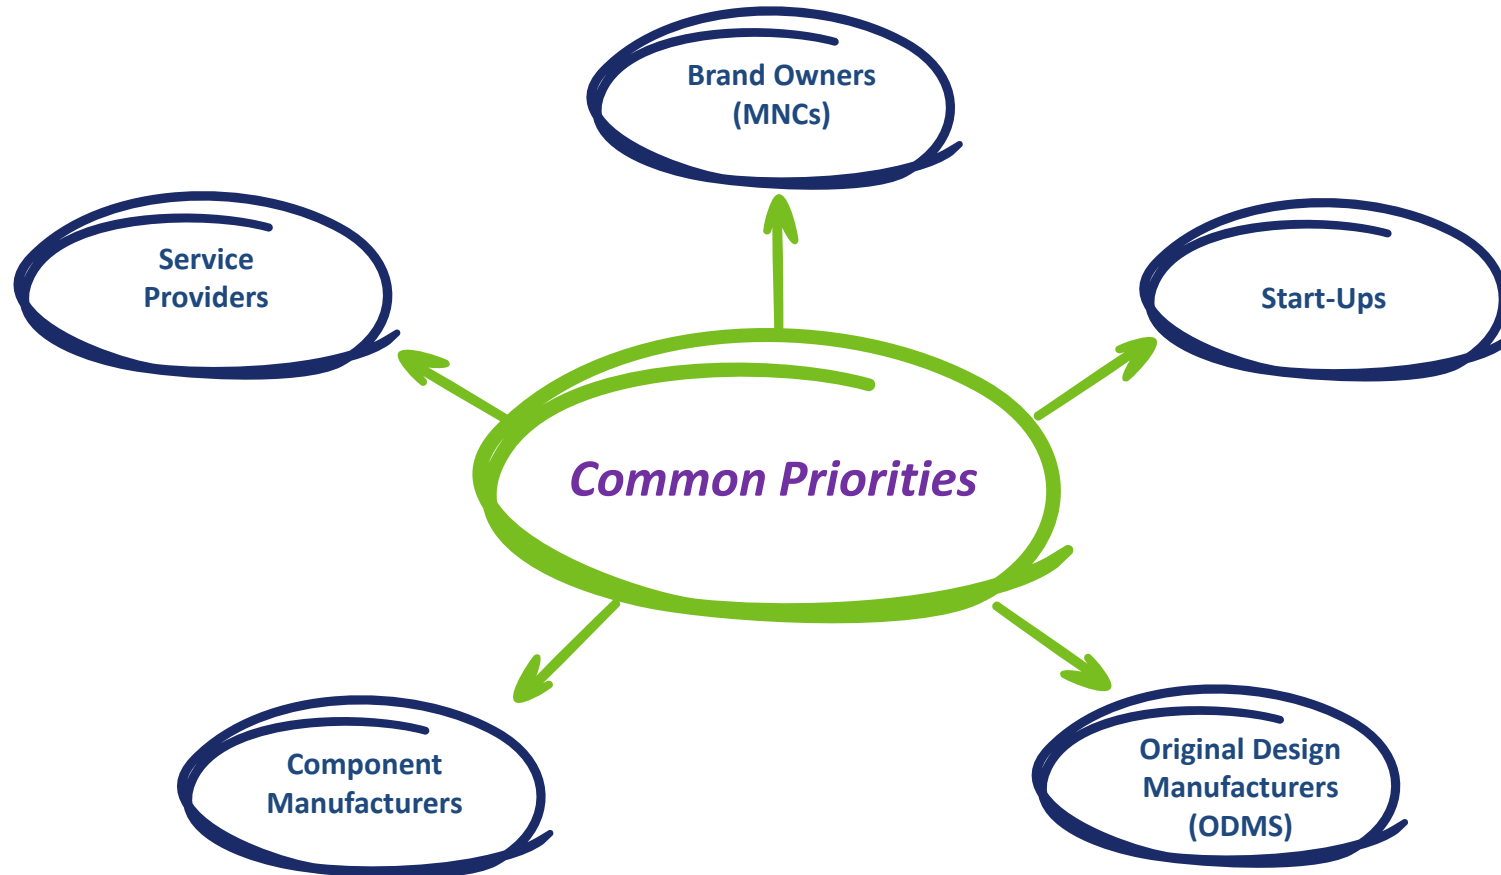 Brand Owners
(MNCs)
Service
Providers
Start-Ups
Common Priorities
Component
Manufacturers
Original Design
Manufacturers
(ODMS)